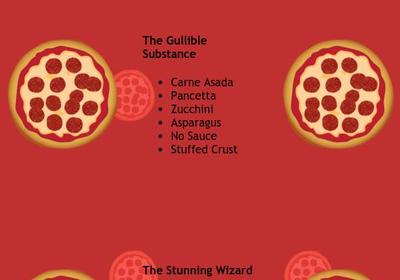 The Gullible
Substance
• Carne Asada
• Pancetta
• Zucchini
• Asparagus
• No Sauce
• Stuffed Crust
The Stunning Wizard